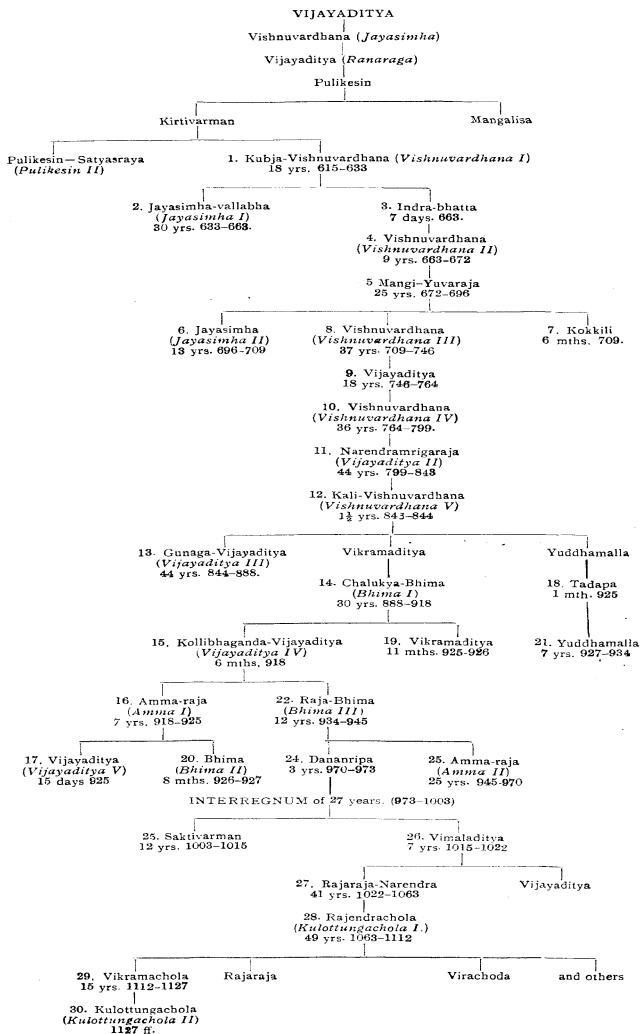 VIJAYADITYA
Vishnuvardhana (Jayasimha)
Vijayaditya (Ranaraga)
Pulikesin
Kirtivarman
Mangalisa
Pulikesin—Satyasraya
(Pulikesin II)
1. Kubja-Vishnuvardhana (Vishnuvardhana I)
18 yrs. 615-633
2. Jayasimha-vallabha
(Jayasimha I)
30 yrs. 633-663.
3. Indra-bhatta
7 days. 663.
4. Vishnuvardhana
(Vishnuvardhana II)
9 yrs. 663-672
5 Mangi-Yuvaraja
25 yrs. 672-696
6. Jayasimha
(Jayasimha II)
13 yrs. 696-709
8. Vishnuvardhana
(Vishnuvardhana III)
37 yrs. 709-746
7. Kokkili
6 mths. 709.
9. Vijayaditya
18 yrs. 746-764
10. Vishnuvardhana
(Vishnuvardhana IV)
36 yrs. 764-799.
11. Narendramrigaraja
(Vijayaditya II)
44 yrs. 799-843
12. Kali-Vishnuvardhana
(Vishnuvardhana V)
1½ yrs. 843-844
13. Gunaga-Vijayaditya
(Vijayaditya III)
44 yrs. 844-888.
Vikramaditya
Yuddhamalla
14. Chalukya-Bhima
(Bhima I)
30 yrs. 888-918
18. Tadapa
1 mth. 925
15. Kollibhaganda-Vijayaditya
(Vijayaditya IV)
6 mths, 918
19. Vikramaditya
11 mths. 925-926
21. Yuddhamalla
7 yrs. 927-934
16. Amma-raja
(Amma I)
7 yrs. 918-925
22. Raja-Bhima
(Bhima III)
12 yrs. 934-945
17. Vijayaditya
(Vijayaditya V)
15 days 925
20. Bhima
(Bhima II)
8 mths. 926-927
24. Dananripa
3 yrs. 970-973
25. Amma-raja
(Amma II)
25 yrs. 945-970
INTERREGNUM of 27 years. (973-1003)
25. Saktivarman
12 yrs. 1003-1015
26. Vimaladitya
7 yrs. 1015-1022
27. Rajaraja-Narendra
41 yrs. 1022-1063
Vijayaditya
28. Rajendrachola
(Kulottungachola I.)
49 yrs. 1063-1112
29. Vikramachola
15 yrs. 1112-1127
Rajaraja
Virachoda
and others
30. Kulottungachola
(Kulottungachola II)
1127 ff.